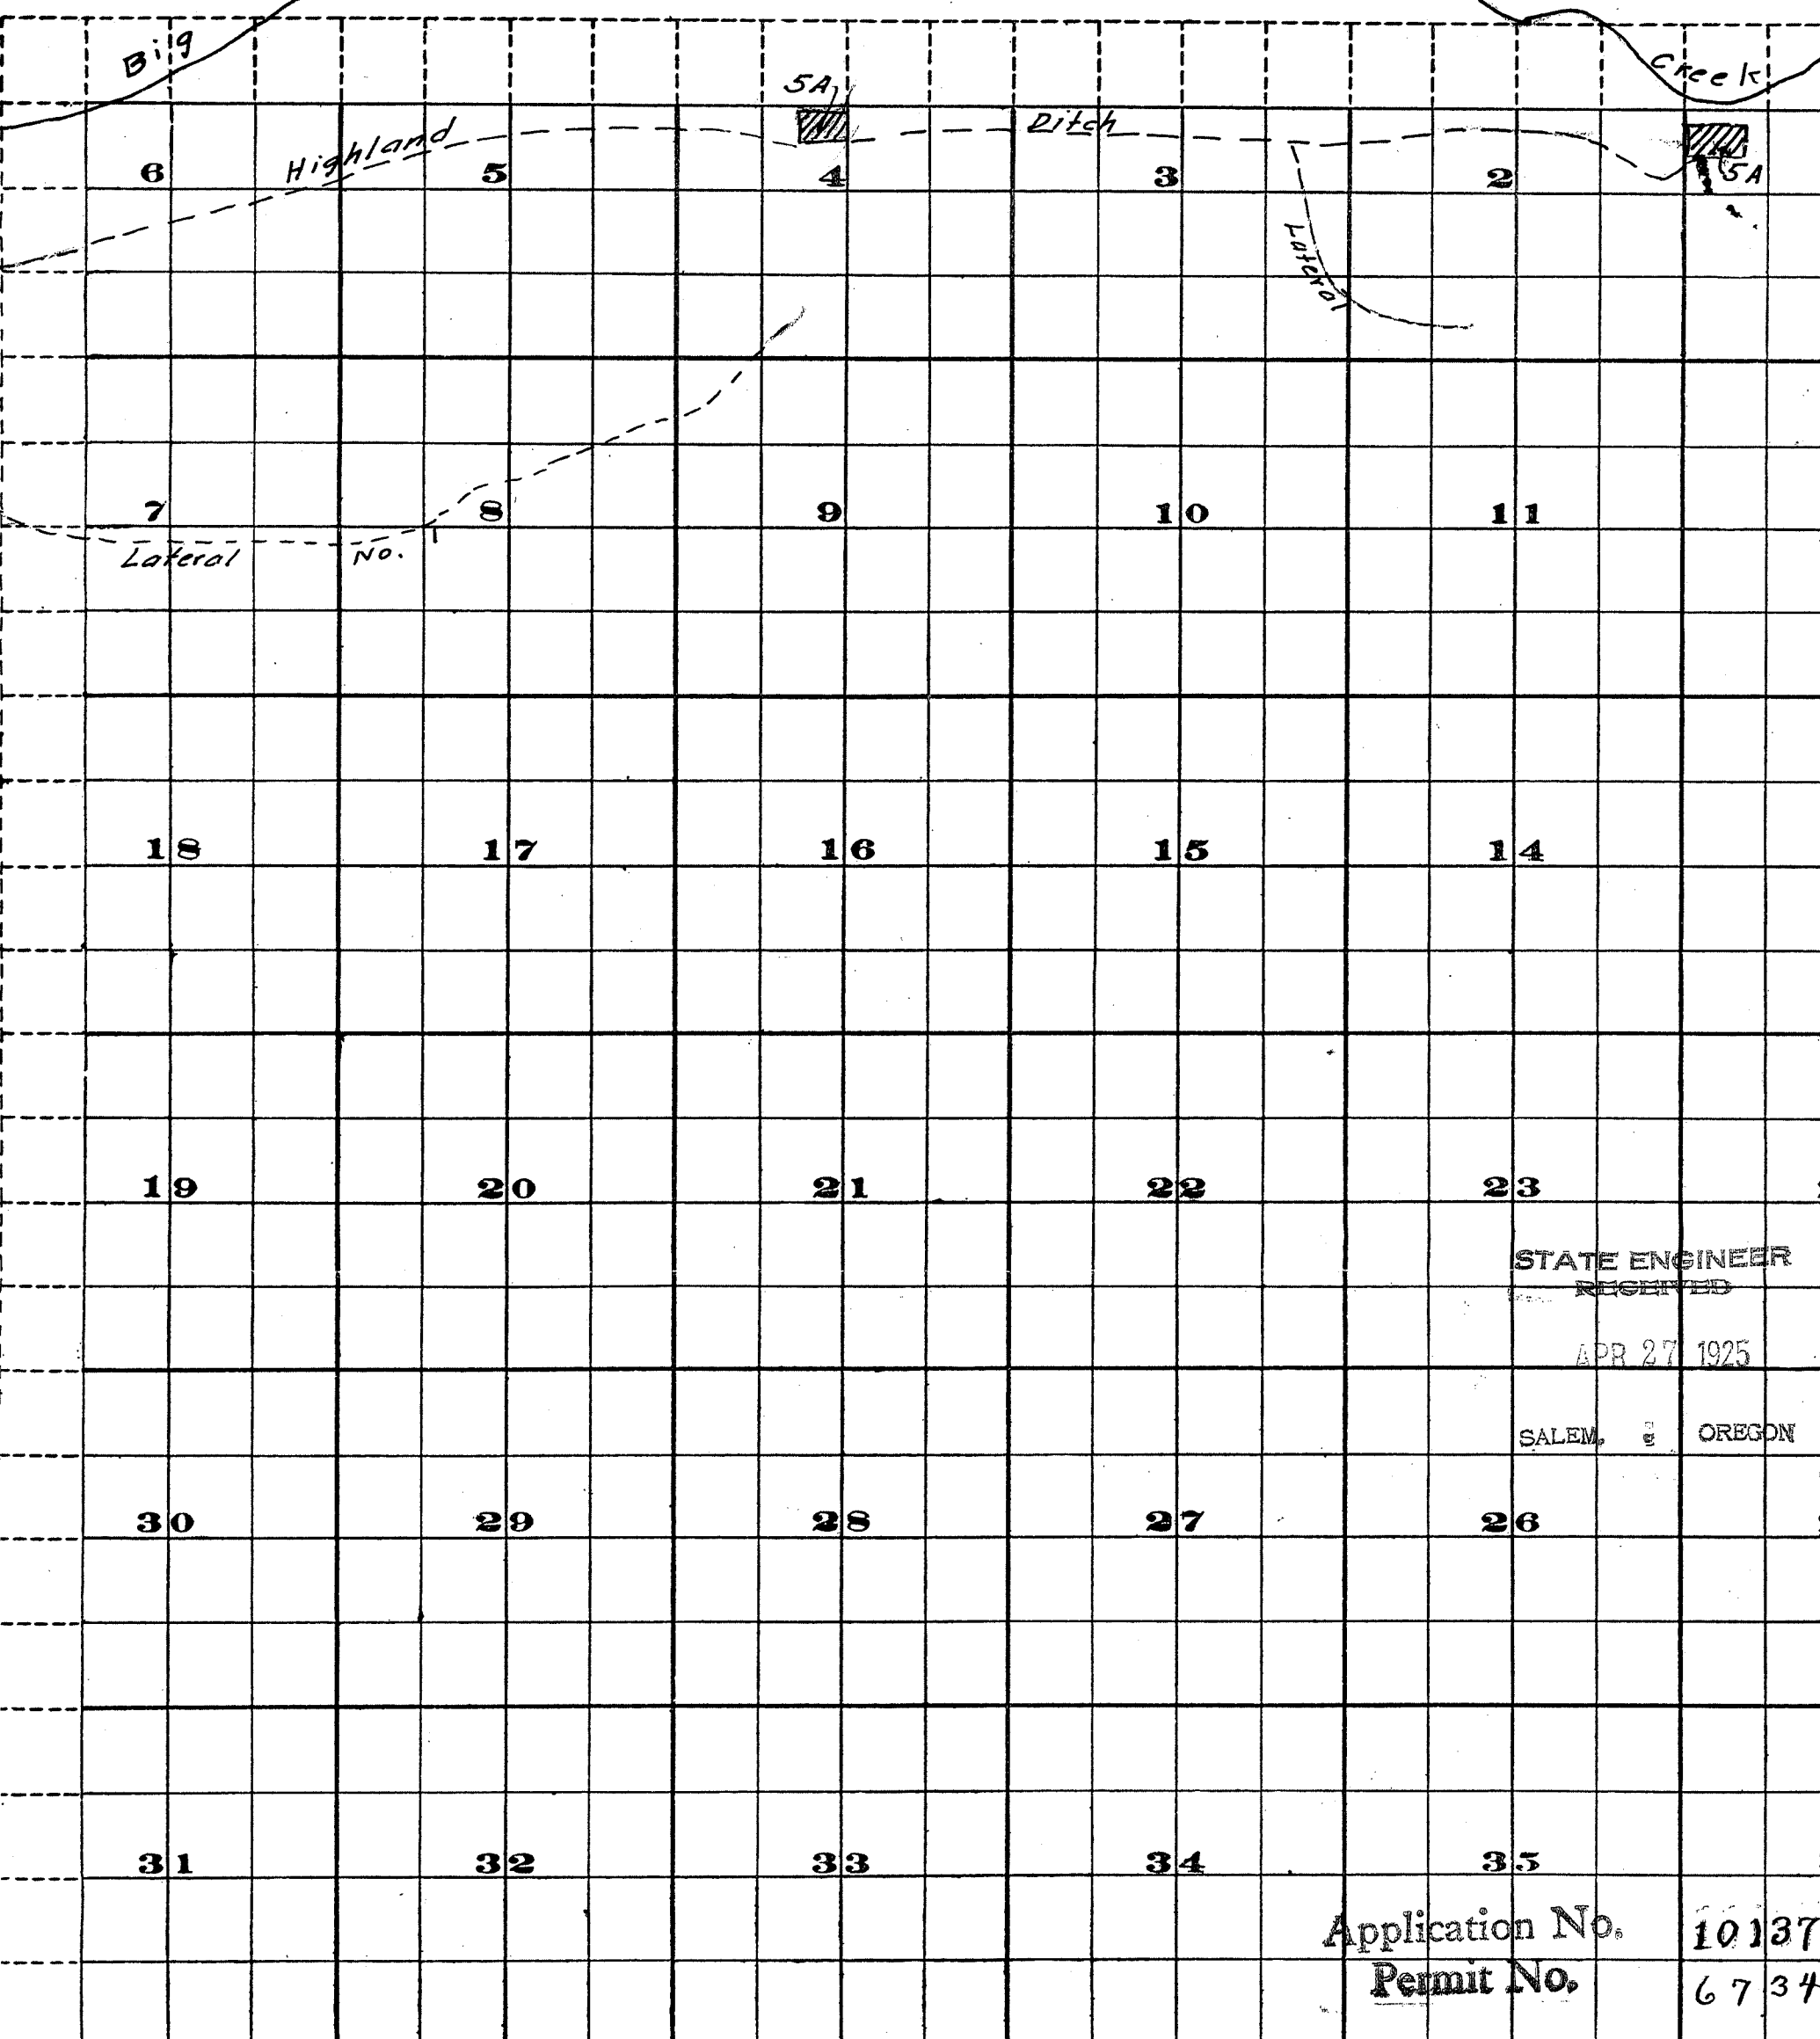 Big
Creek
5A
Highland
Ditch
6 5 4 3 2
5A
Lateral
7 8 9 10 11
Lateral No. 1
18 17 16 15 14
19 20 21 22 23
STATE ENGINEER
RECEIVED
APR 27 1925
SALEM, OREGON
30 29 28 27 26
31 32 33 34 35
Application No. 10137
Permit No. 6734